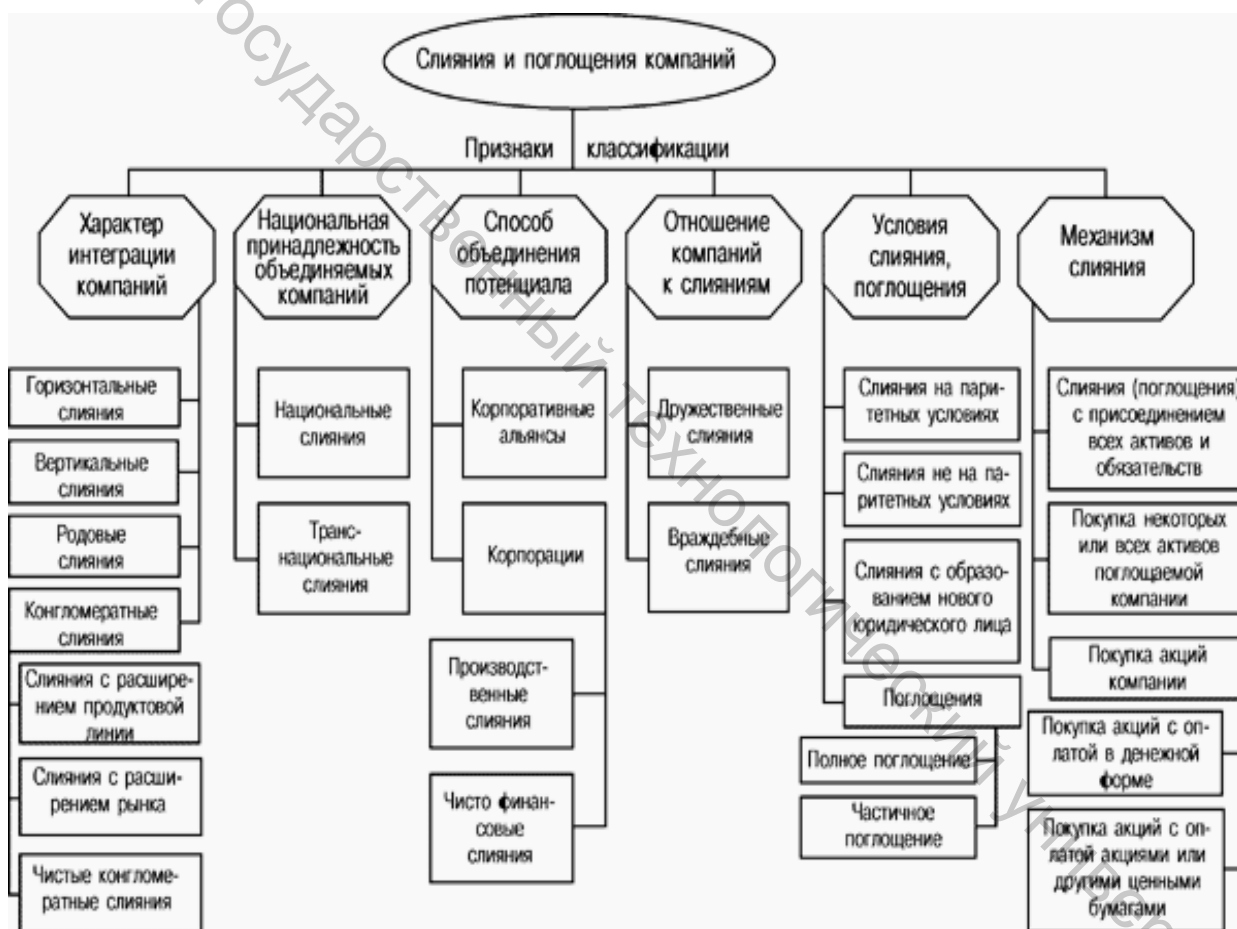 Слияния и поглощения компаний
Признаки классификации
Характер
интеграции
компаний
Национальная
принадлежность
объединяемых
компаний
Способ
объединения
потенциала
Отношение
компаний
к слияниям
Условия
слияния,
поглощения
Механизм
слияния
Горизонтальные
слияния
Вертикальные
слияния
Родовые
слияния
Конгломератные
слияния
Слияния с расшире-
нием продуктовой
линии
Слияния с расши-
рением рынка
Чистые конгломе-
ратные слияния
Национальные
слияния
Транс-
национальные
слияния
Корпоративные
альянсы
Корпорации
Производст-
венные
слияния
Чисто финан-
совые
слияния
Дружественные
слияния
Враждебные
слияния
Слияния на пари-
тетных условиях
Слияния не на па-
ритетных условиях
Слияния с образо-
ванием нового
юридического лица
Поглощения
Полное поглощение
Частичное
поглощение
Слияния (поглощения)
с присоединением
всех активов и
обязательств
Покупка некоторых
или всех активов
поглощаемой
компании
Покупка акций
компании
Покупка акций с оп-
латой в денежной
форме
Покупка акций с оп-
латой акциями или
другими ценными
бумагами
государственный технологический универ